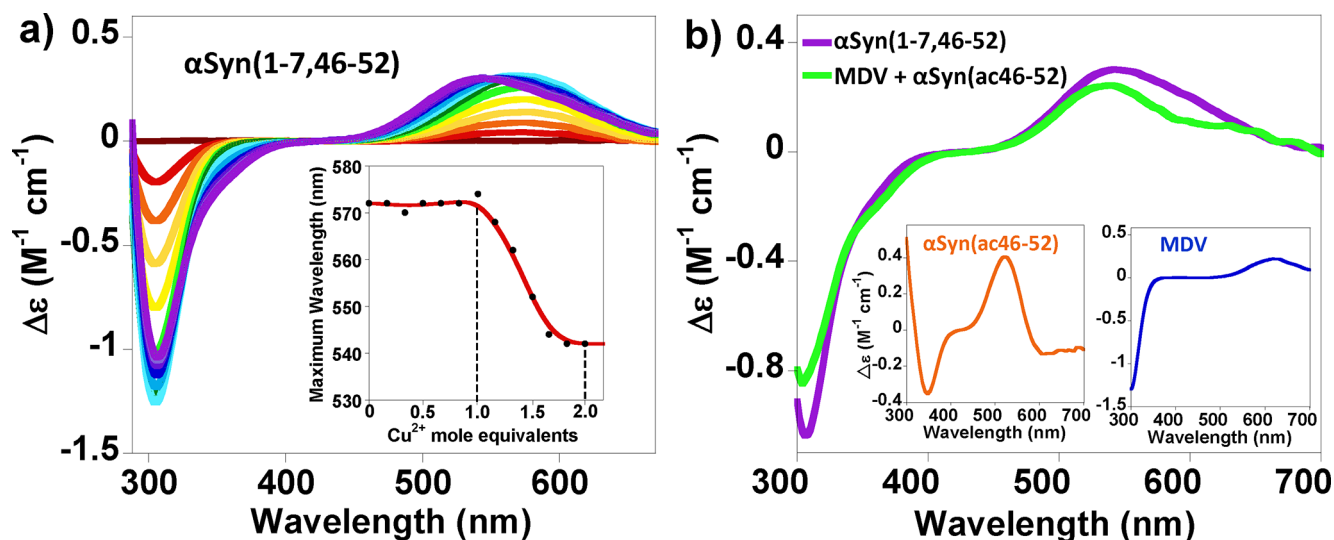 a)
αSyn(1-7,46-52)
Δε (M⁻¹ cm⁻¹)
0.5
0
-0.5
-1
-1.5
300 400 500 600
Wavelength (nm)
Maximum Wavelength (nm)
580
570
560
550
540
530
0 0.5 1.0 1.5 2.0
Cu²⁺ mole equivalents
b)
αSyn(1-7,46-52)
MDV + αSyn(ac46-52)
Δε (M⁻¹ cm⁻¹)
0.4
0
-0.4
-0.8
300 400 500 600 700
Wavelength (nm)
αSyn(ac46-52)
Δε (M⁻¹ cm⁻¹)
0.4
0.2
0
-0.2
-0.4
300 400 500 600 700
Wavelength (nm)
MDV
0.5
0
-0.5
-1
-1.5
300 400 500 600 700
Wavelength (nm)